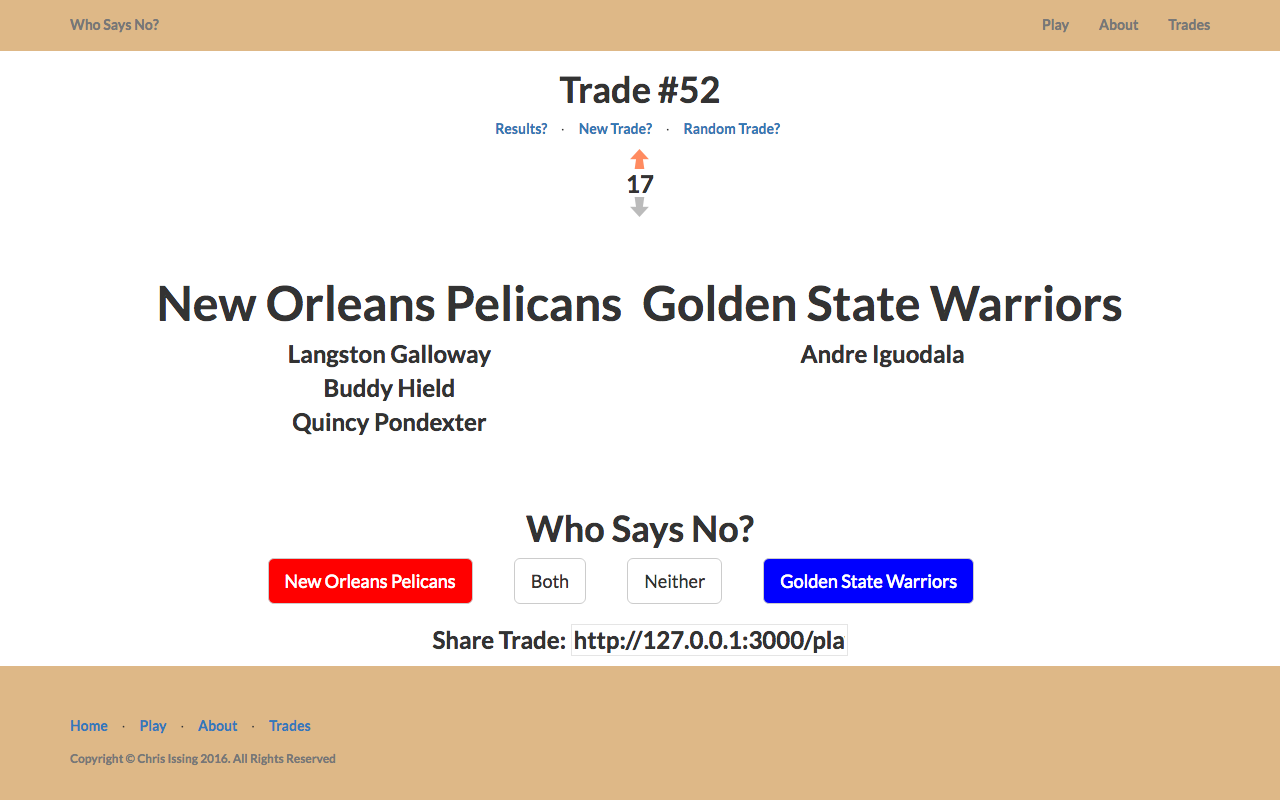 Who Says No? Play About Trades
Trade #52
Results? · New Trade? · Random Trade?
17
New Orleans Pelicans Golden State Warriors
Langston Galloway Andre Iguodala
Buddy Hield
Quincy Pondexter
Who Says No?
New Orleans Pelicans Both Neither Golden State Warriors
Share Trade: http://127.0.0.1:3000/pla
Home · Play · About · Trades
Copyright © Chris Issing 2016. All Rights Reserved